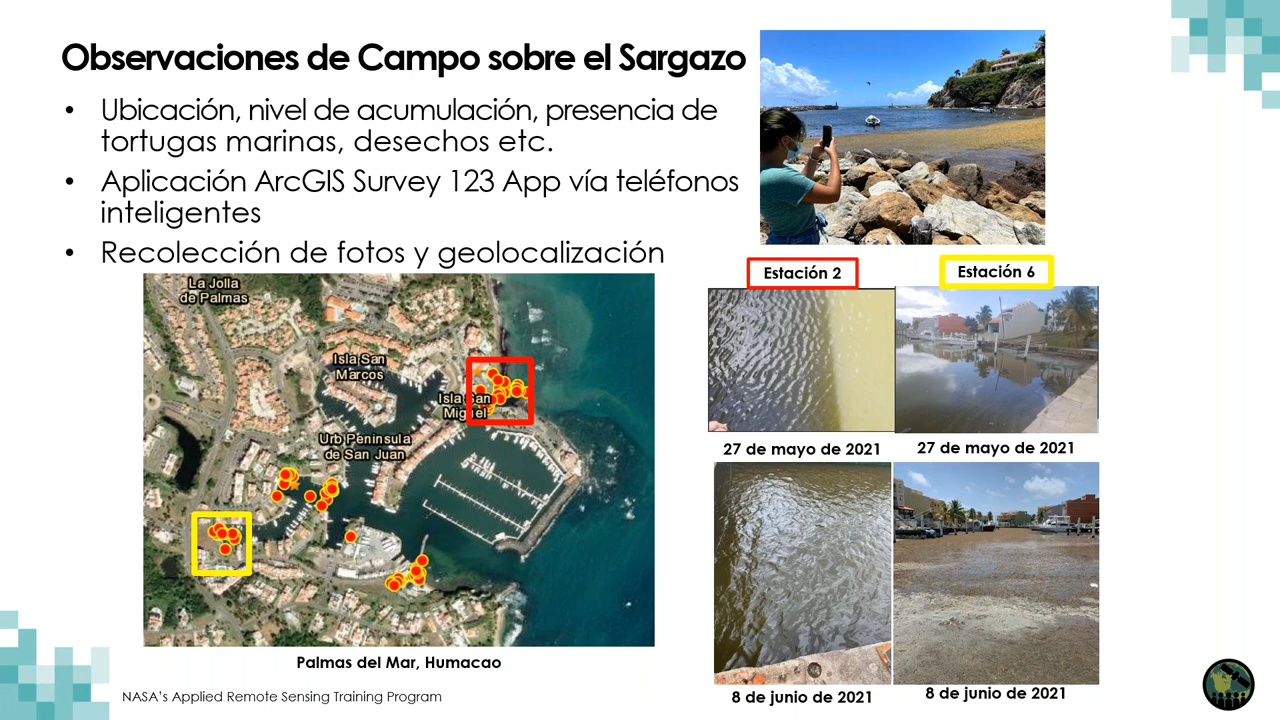 Observaciones de Campo sobre el Sargazo
• Ubicación, nivel de acumulación, presencia de
tortugas marinas, desechos etc.
• Aplicación ArcGIS Survey 123 App vía teléfonos
inteligentes
• Recolección de fotos y geolocalización
La Jolla
de Palmas
Isla San
Marcos
Isla San
Miguel
Urb Peninsula
de San Juan
Palmas del Mar, Humacao
Estación 2
Estación 6
27 de mayo de 2021
27 de mayo de 2021
8 de junio de 2021
8 de junio de 2021
NASA's Applied Remote Sensing Training Program